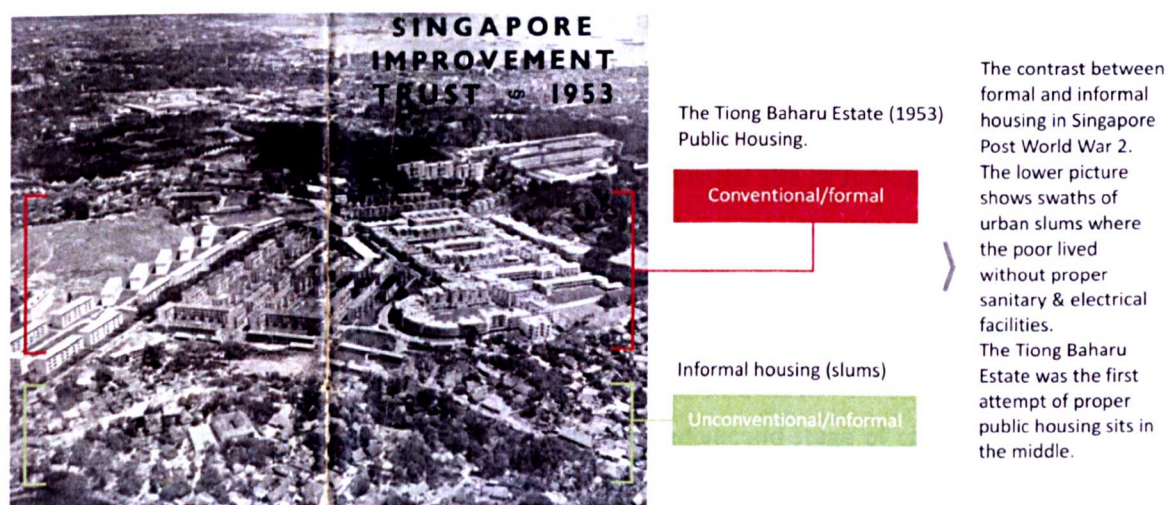 SINGAPORE
IMPROVEMENT
TRUST 1953
The Tiong Baharu Estate (1953)
Public Housing.
Conventional/formal
Informal housing (slums)
Unconventional/Informal
The contrast between
formal and informal
housing in Singapore
Post World War 2.
The lower picture
shows swaths of
urban slums where
the poor lived
without proper
sanitary & electrical
facilities.
The Tiong Baharu
Estate was the first
attempt of proper
public housing sits in
the middle.